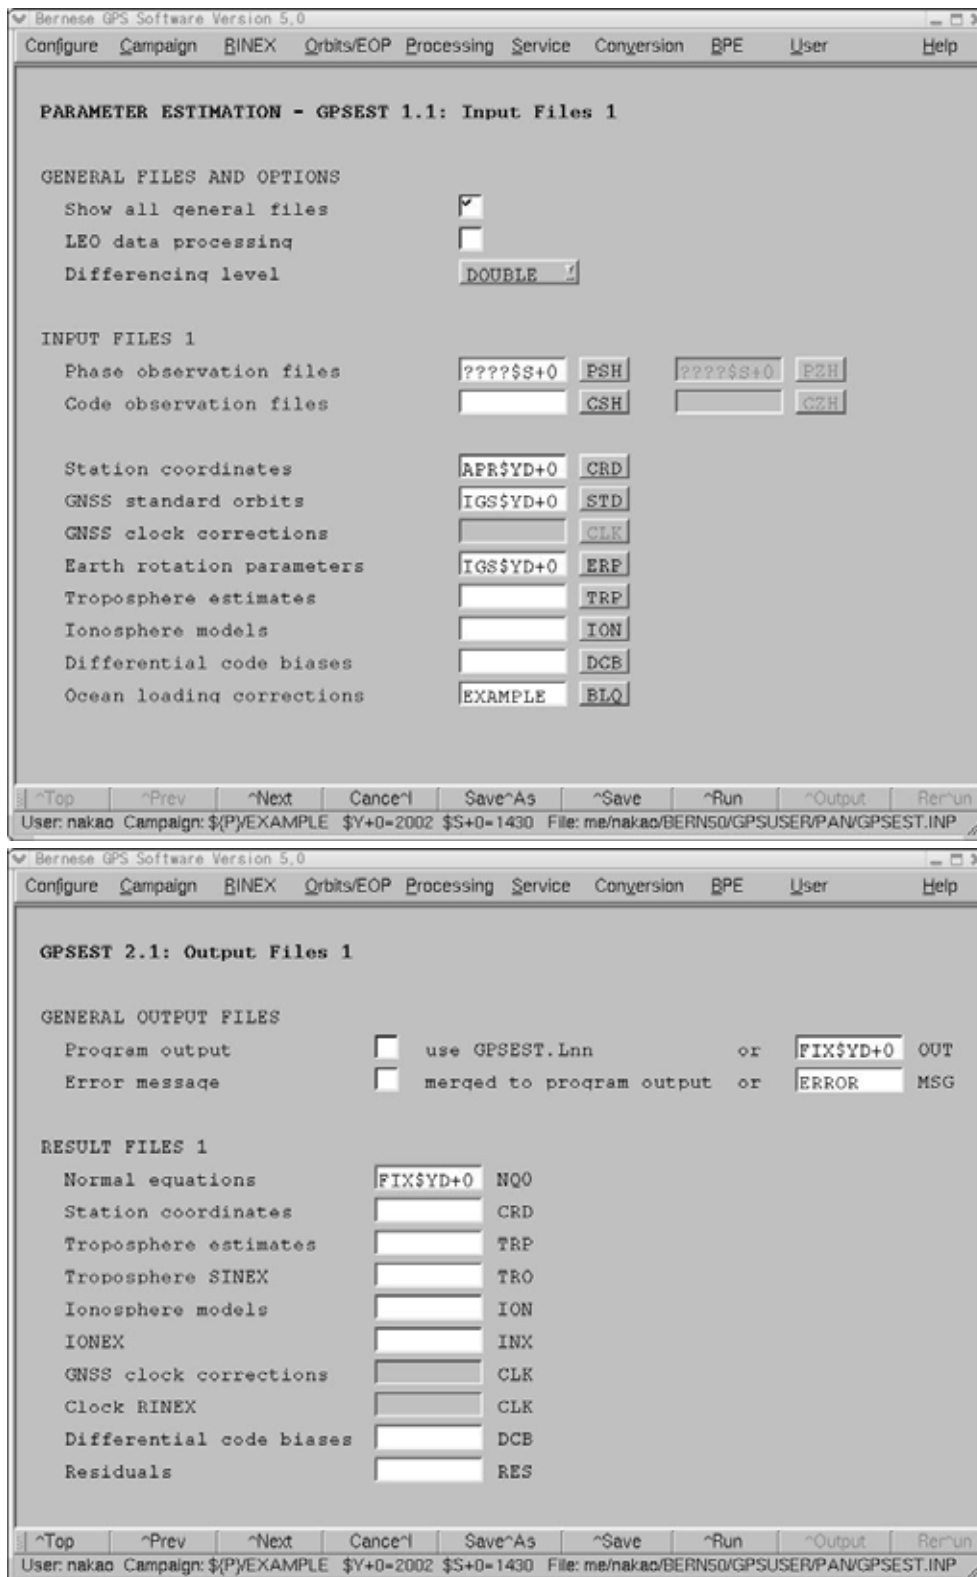 Bernese GPS Software Version 5.0
Configure Campaign RINEX Orbits/EOP Processing Service Conversion BPE User Help
PARAMETER ESTIMATION - GPSEST 1.1: Input Files 1
GENERAL FILES AND OPTIONS
Show all general files
LEO data processing
Differencing level DOUBLE
INPUT FILES 1
Phase observation files ????$S+0 PSH ????$S+0 PZH
Code observation files CSH CZH
Station coordinates APR$YD+0 CRD
GNSS standard orbits IGS$YD+0 STD
GNSS clock corrections CLK
Earth rotation parameters IGS$YD+0 ERP
Troposphere estimates TRP
Ionosphere models ION
Differential code biases DCB
Ocean loading corrections EXAMPLE BLQ
^Top ^Prev ^Next Cance^l Save^As ^Save ^Run ^Output Rer^un
User: nakao Campaign: ${P}/EXAMPLE $Y+0=2002 $S+0=1430 File: me/nakao/BERN50/GPSUSER/PAN/GPSEST.INP
Bernese GPS Software Version 5.0
Configure Campaign RINEX Orbits/EOP Processing Service Conversion BPE User Help
GPSEST 2.1: Output Files 1
GENERAL OUTPUT FILES
Program output use GPSEST.Lnn or FIX$YD+0 OUT
Error message merged to program output or ERROR MSG
RESULT FILES 1
Normal equations FIX$YD+0 NQ0
Station coordinates CRD
Troposphere estimates TRP
Troposphere SINEX TRO
Ionosphere models ION
IONEX INX
GNSS clock corrections CLK
Clock RINEX CLK
Differential code biases DCB
Residuals RES
^Top ^Prev ^Next Cance^l Save^As ^Save ^Run ^Output Rer^un
User: nakao Campaign: ${P}/EXAMPLE $Y+0=2002 $S+0=1430 File: me/nakao/BERN50/GPSUSER/PAN/GPSEST.INP